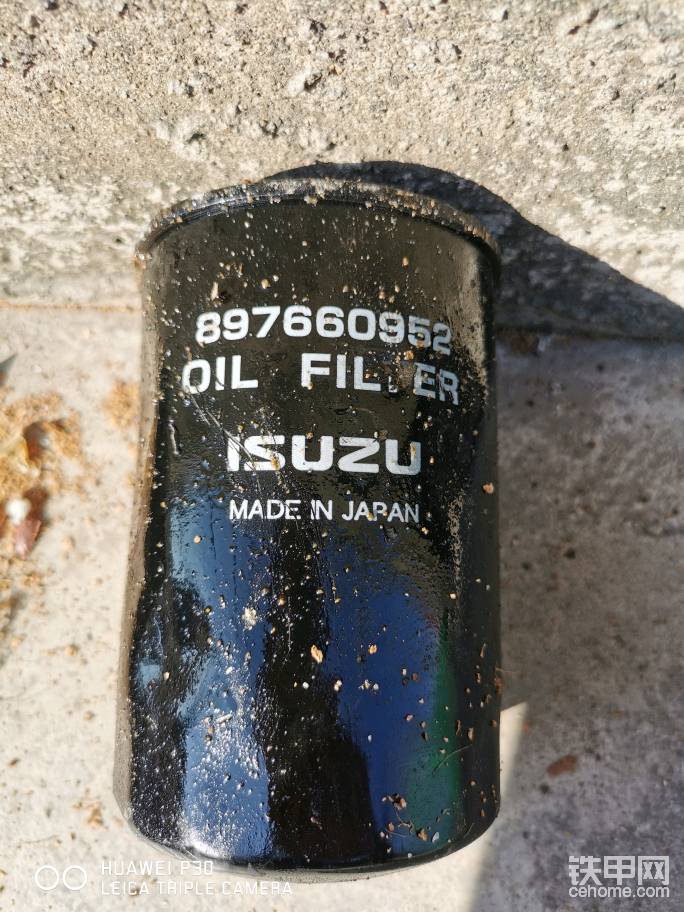 897660952
OIL FILTER
ISUZU
MADE IN JAPAN
HUAWEI P30
LEICA TRIPLE CAMERA
铁甲网
cehome.com